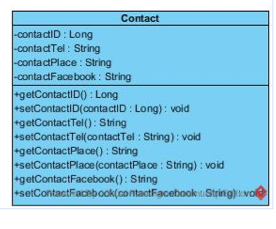 Contact
-contactID : Long
-contactTel : String
-contactPlace : String
-contactFacebook : String
+getContactID() : Long
+setContactID(contactID : Long) : void
+getContactTel() : String
+setContactTel(contactTel : String) : void
+getContactPlace() : String
+setContactPlace(contactPlace : String) : void
+getContactFacebook() : String
+setContactFacebook(contactFacebook : String) : void